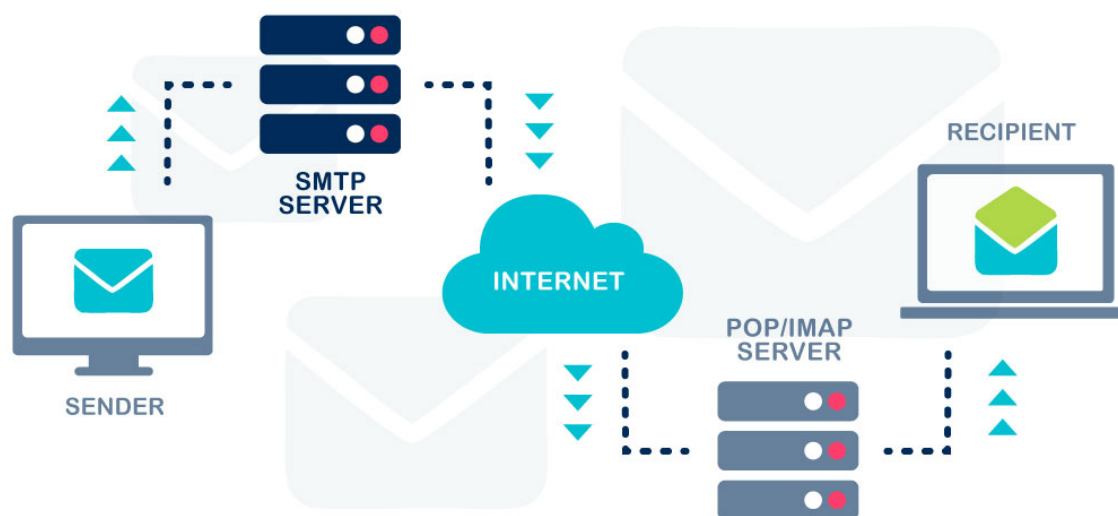 SMTP
SERVER
RECIPIENT
INTERNET
POP/IMAP
SERVER
SENDER